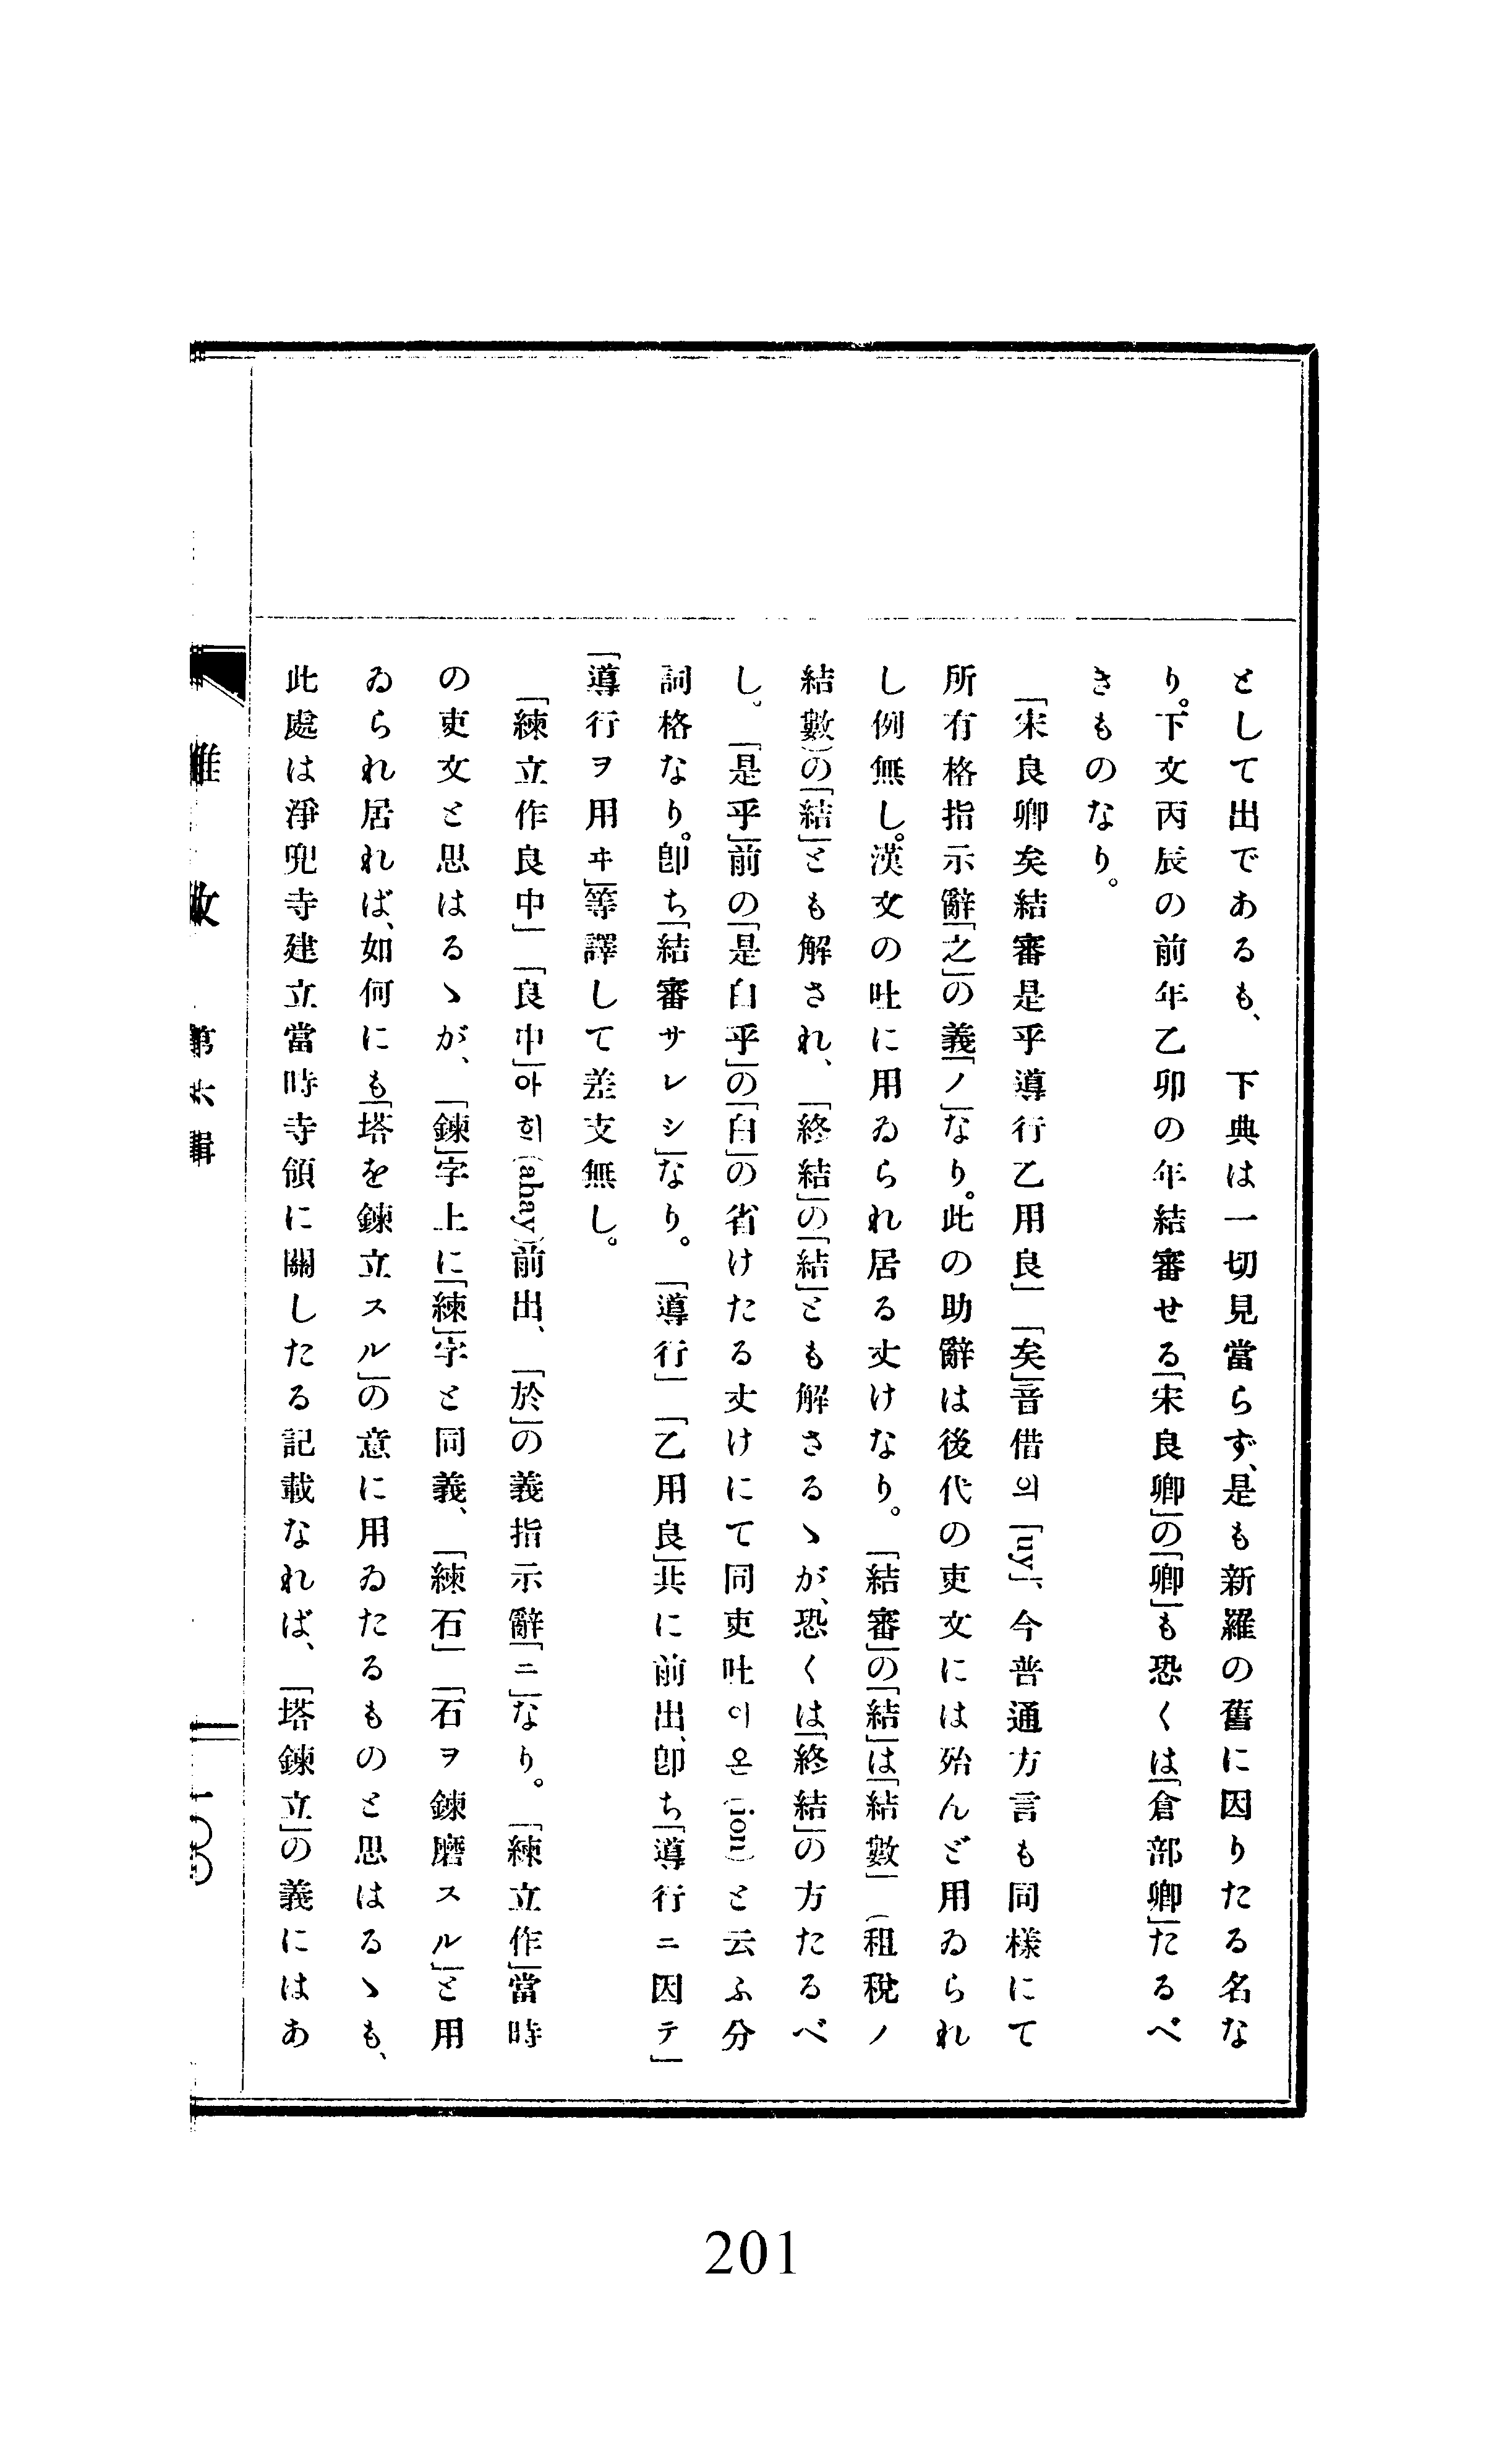 として出であるも、下典は一切見當らず、是も新羅の舊に因りたる名な
り。下文丙辰の前年乙卯の年結審せる「宋良卿」の「卿」も恐くは「倉部卿」たるべ
きものなり。
「宋良卿矣結審是乎導行乙用良」「矣」音借의「uy」、今普通方言も同樣にて
所有格指示辭「之」の義「ノ」なり。此の助辭は後代の吏文には殆んど用ゐられ
し例無し。漢文の吐に用ゐられ居る丈けなり。「結審」の「結」は「結數」(租稅ノ
結數)の「結」とも解され、「終結」の「結」とも解さるゝが、恐くは「終結」の方たるべ
し。「是乎」前の「是白乎」の「白」の省けたる丈けにて同吏吐이온(ion)と云ふ分
詞格なり。卽ち「結審サレシ」なり。「導行」「乙用良」共に前出、卽ち「導行ニ因テ」
「導行ヲ用ヰ」等譯して差支無し。
「練立作良中」「良中」아희(ahay)前出、「於」の義指示辭「ニ」なり。「練立作」當時
の吏文と思はるゝが、「鍊」字上に「練」字と同義、「練石」「石ヲ鍊磨スル」と用
ゐられ居れば、如何にも「塔を鍊立スル」の意に用ゐたるものと思はるゝも、
此處は淨兜寺建立當時寺領に關したる記載なれば、「塔鍊立」の義にはあ
雜攷 第六輯 二〇〇
201